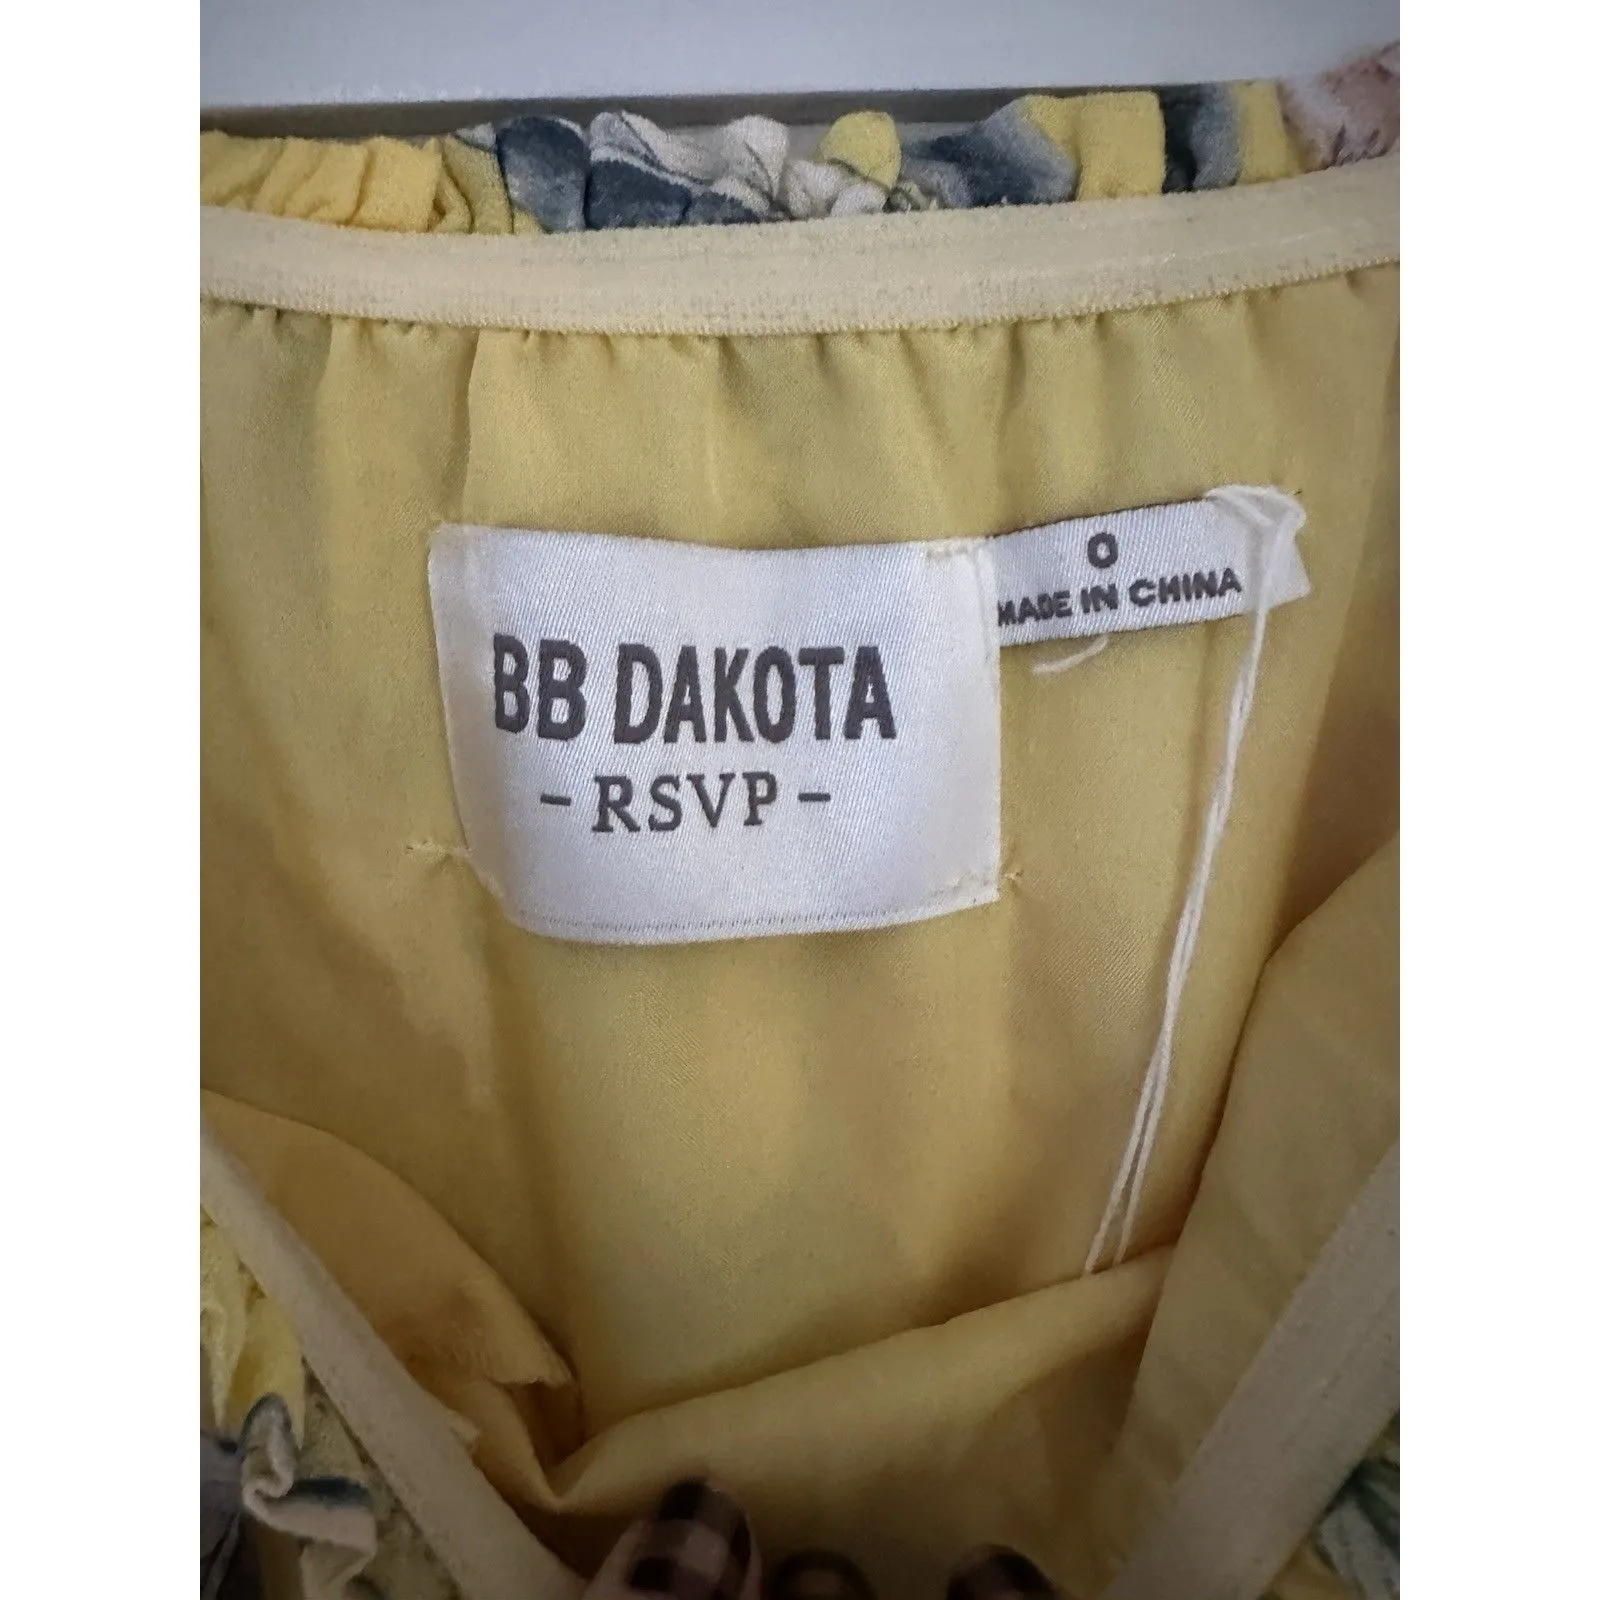 BB DAKOTA
- RSVP -
0
MADE IN CHINA